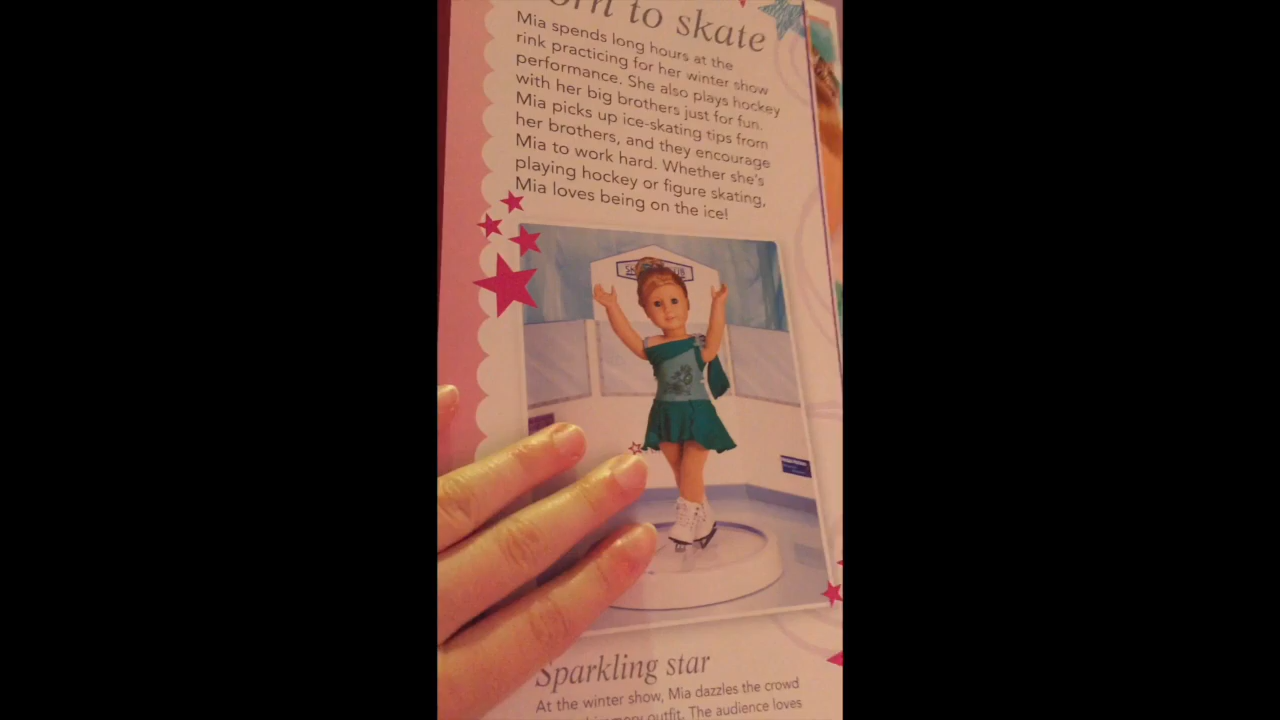 to skate
Mia spends long hours at the
rink practicing for her winter show
performance. She also plays hockey
with her big brothers just for fun.
Mia picks up ice-skating tips from
her brothers, and they encourage
Mia to work hard. Whether she's
playing hockey or figure skating,
Mia loves being on the ice!
Sparkling star
At the winter show, Mia dazzles the crowd
outfit. The audience loves